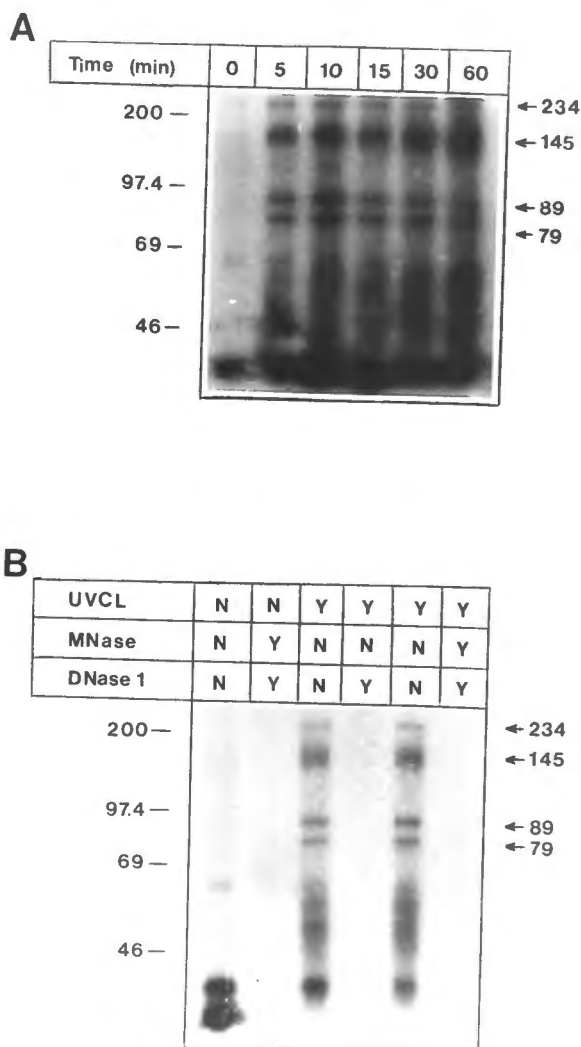 A
Time (min) 0 5 10 15 30 60
200 — ← 234
← 145
97.4 —
← 89
← 79
69 —
46 —
B
UVCL N N Y Y Y Y
MNase N Y N N N Y
DNase 1 N Y N Y N Y
200 — ← 234
← 145
97.4 —
← 89
← 79
69 —
46 —